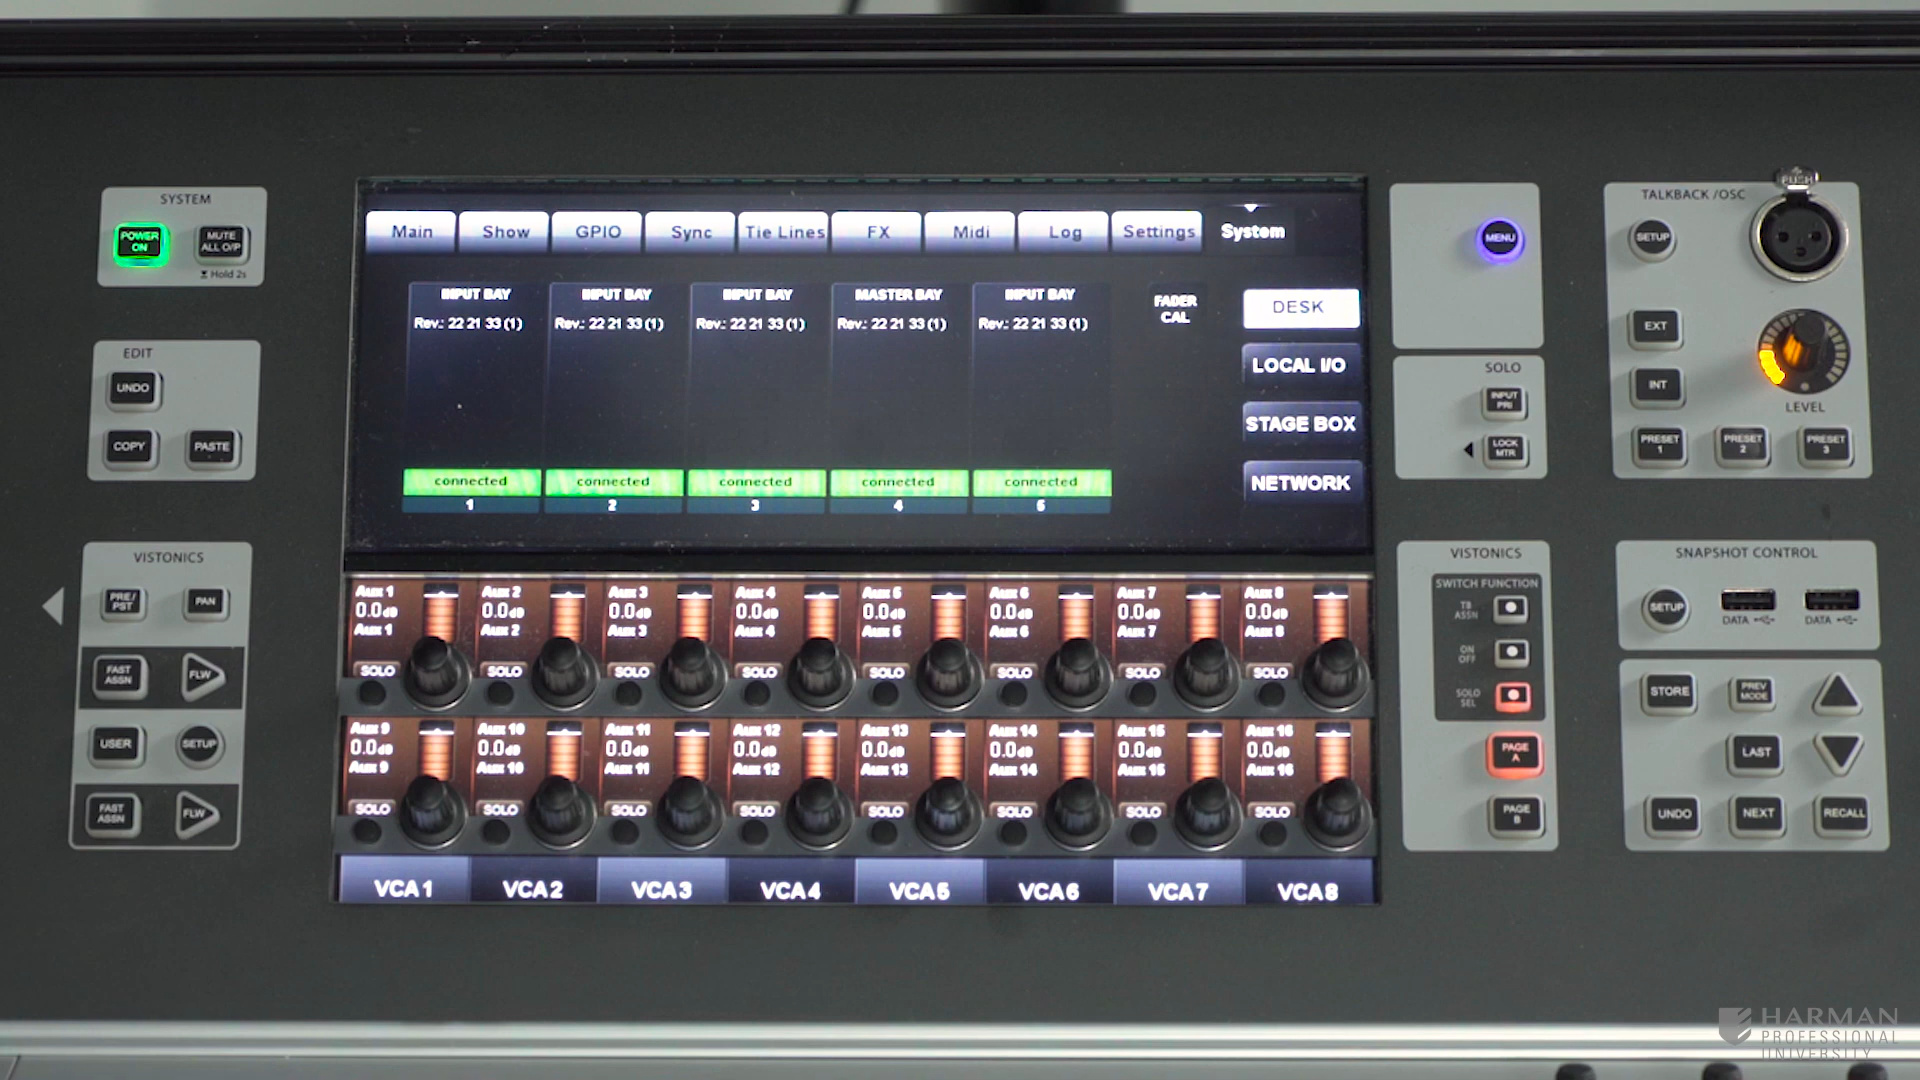 SYSTEM
POWER ON
MUTE ALL O/P
Hold 2s
EDIT
UNDO
COPY PASTE
VISTONICS
PRE/PST PAN
FAST ASSN FLW
USER SETUP
FAST ASSN FLW
Main Show GPIO Sync Tie Lines FX Midi Log Settings System
INPUT BAY INPUT BAY INPUT BAY MASTER BAY INPUT BAY
Rev.: 22 21 33 (1) Rev.: 22 21 33 (1) Rev.: 22 21 33 (1) Rev.: 22 21 33 (1) Rev.: 22 21 33 (1)
FADER
CAL
DESK
LOCAL I/O
STAGE BOX
NETWORK
connected connected connected connected connected
1 2 3 4 5
Aux 1 Aux 2 Aux 3 Aux 4 Aux 5 Aux 6 Aux 7 Aux 8
0.0dB 0.0dB 0.0dB 0.0dB 0.0dB 0.0dB 0.0dB 0.0dB
Aux 1 Aux 2 Aux 3 Aux 4 Aux 5 Aux 6 Aux 7 Aux 8
SOLO SOLO SOLO SOLO SOLO SOLO SOLO SOLO
Aux 9 Aux 10 Aux 11 Aux 12 Aux 13 Aux 14 Aux 15 Aux 16
0.0dB 0.0dB 0.0dB 0.0dB 0.0dB 0.0dB 0.0dB 0.0dB
Aux 9 Aux 10 Aux 11 Aux 12 Aux 13 Aux 14 Aux 15 Aux 16
SOLO SOLO SOLO SOLO SOLO SOLO SOLO SOLO
VCA 1 VCA 2 VCA 3 VCA 4 VCA 5 VCA 6 VCA 7 VCA 8
MENU
SOLO
INPUT PRI
LOCK MTR
VISTONICS
SWITCH FUNCTION
TB ASSN
ON OFF
SOLO SEL
PAGE A
PAGE B
TALKBACK /OSC
PUSH
SETUP
EXT
INT
LEVEL
PRESET 1 PRESET 2 PRESET 3
SNAPSHOT CONTROL
SETUP
DATA DATA
STORE PREV MODE
LAST
UNDO NEXT RECALL
HARMAN
PROFESSIONAL
UNIVERSITY